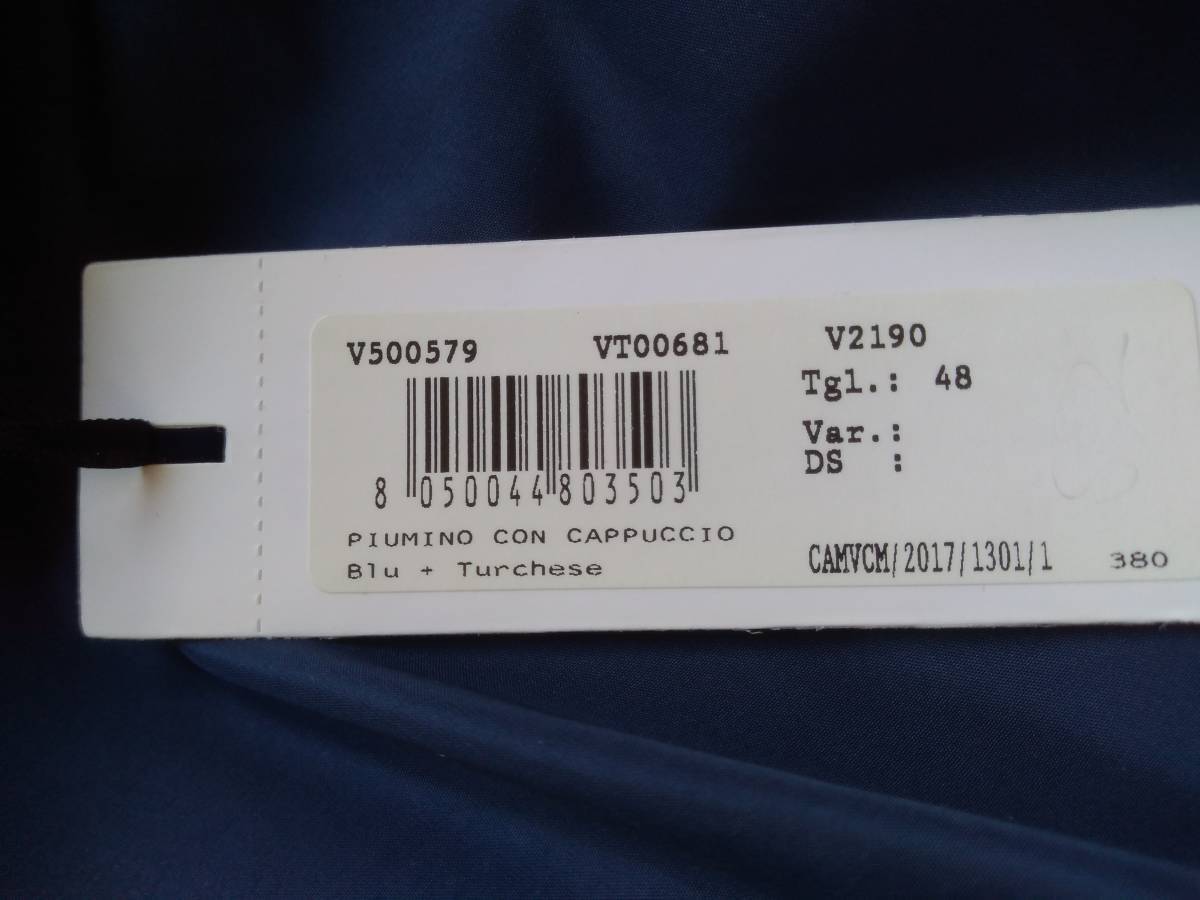 V500579 VT00681 V2190
Tgl.: 48
Var.:
DS :
8 050044 803503
PIUMINO CON CAPPUCCIO
Blu + Turchese
CAMVCM/2017/1301/1 380